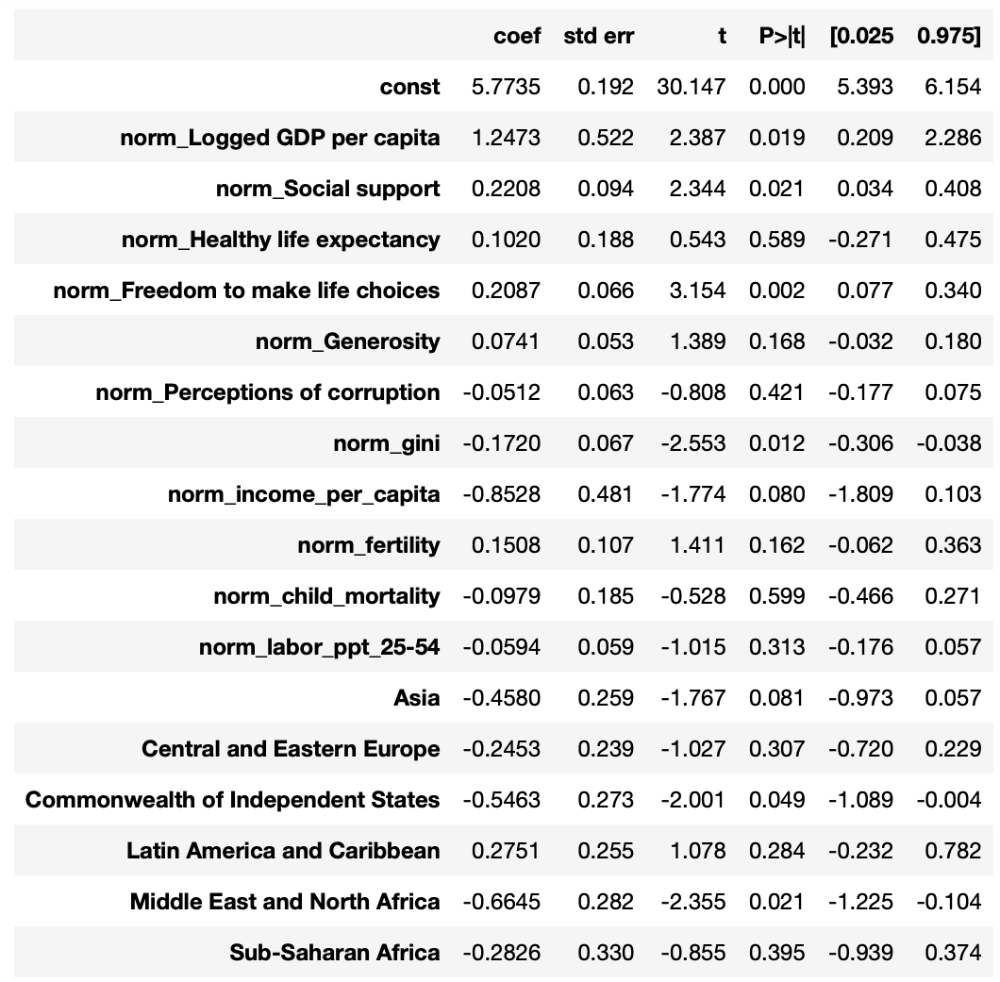 coef std err t P>|t| [0.025 0.975]
const 5.7735 0.192 30.147 0.000 5.393 6.154
norm_Logged GDP per capita 1.2473 0.522 2.387 0.019 0.209 2.286
norm_Social support 0.2208 0.094 2.344 0.021 0.034 0.408
norm_Healthy life expectancy 0.1020 0.188 0.543 0.589 -0.271 0.475
norm_Freedom to make life choices 0.2087 0.066 3.154 0.002 0.077 0.340
norm_Generosity 0.0741 0.053 1.389 0.168 -0.032 0.180
norm_Perceptions of corruption -0.0512 0.063 -0.808 0.421 -0.177 0.075
norm_gini -0.1720 0.067 -2.553 0.012 -0.306 -0.038
norm_income_per_capita -0.8528 0.481 -1.774 0.080 -1.809 0.103
norm_fertility 0.1508 0.107 1.411 0.162 -0.062 0.363
norm_child_mortality -0.0979 0.185 -0.528 0.599 -0.466 0.271
norm_labor_ppt_25-54 -0.0594 0.059 -1.015 0.313 -0.176 0.057
Asia -0.4580 0.259 -1.767 0.081 -0.973 0.057
Central and Eastern Europe -0.2453 0.239 -1.027 0.307 -0.720 0.229
Commonwealth of Independent States -0.5463 0.273 -2.001 0.049 -1.089 -0.004
Latin America and Caribbean 0.2751 0.255 1.078 0.284 -0.232 0.782
Middle East and North Africa -0.6645 0.282 -2.355 0.021 -1.225 -0.104
Sub-Saharan Africa -0.2826 0.330 -0.855 0.395 -0.939 0.374